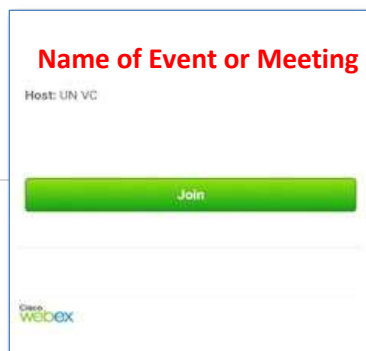 Name of Event or Meeting
Host: UN VC
Join
Cisco
webex